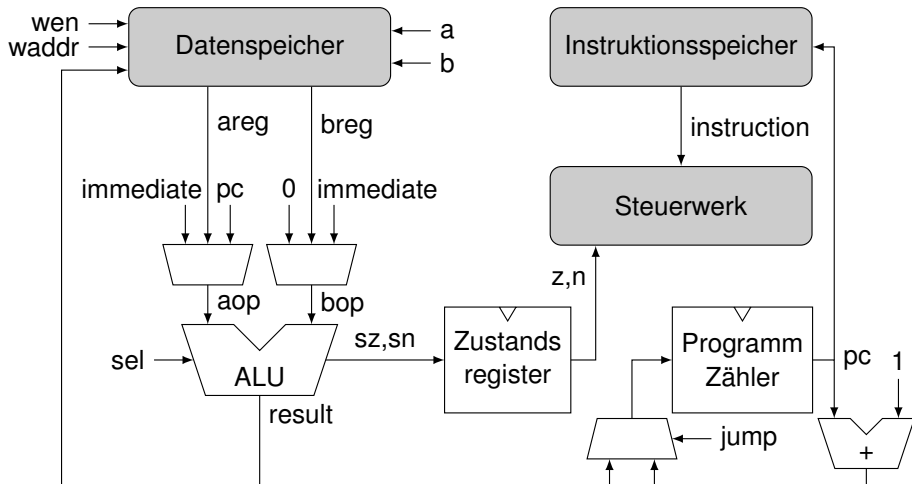 wen
waddr
Datenspeicher
a
b
Instruktionsspeicher
areg
breg
instruction
immediate
pc
0
immediate
Steuerwerk
aop
bop
z,n
sel
ALU
sz,sn
Zustands
register
Programm
Zähler
pc
1
result
jump
+